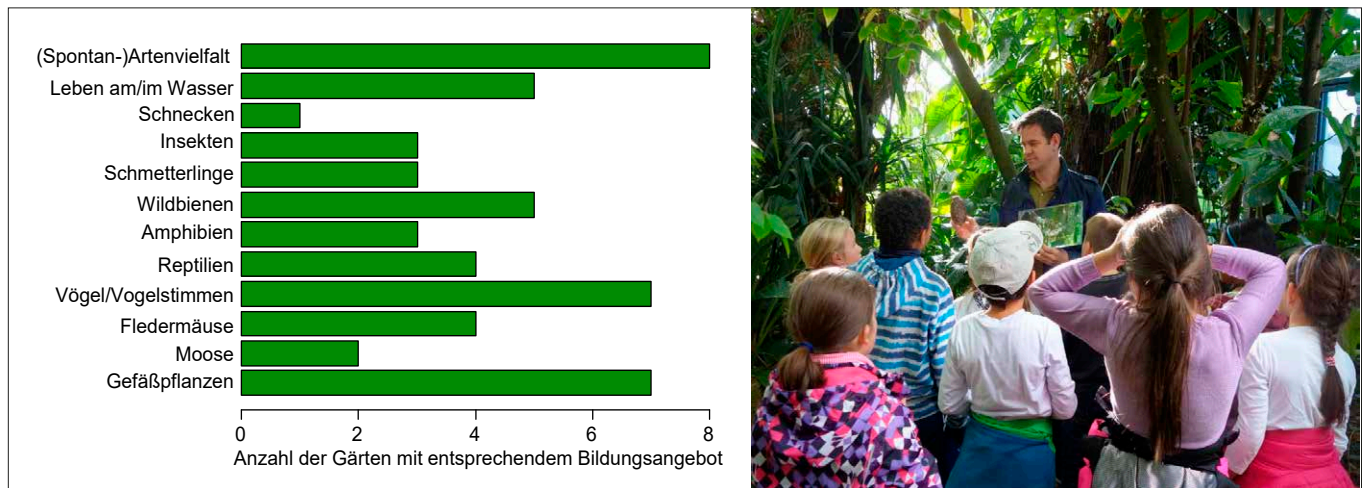 (Spontan-)Artenvielfalt
Leben am/im Wasser
Schnecken
Insekten
Schmetterlinge
Wildbienen
Amphibien
Reptilien
Vögel/Vogelstimmen
Fledermäuse
Moose
Gefäßpflanzen
0 2 4 6 8
Anzahl der Gärten mit entsprechendem Bildungsangebot